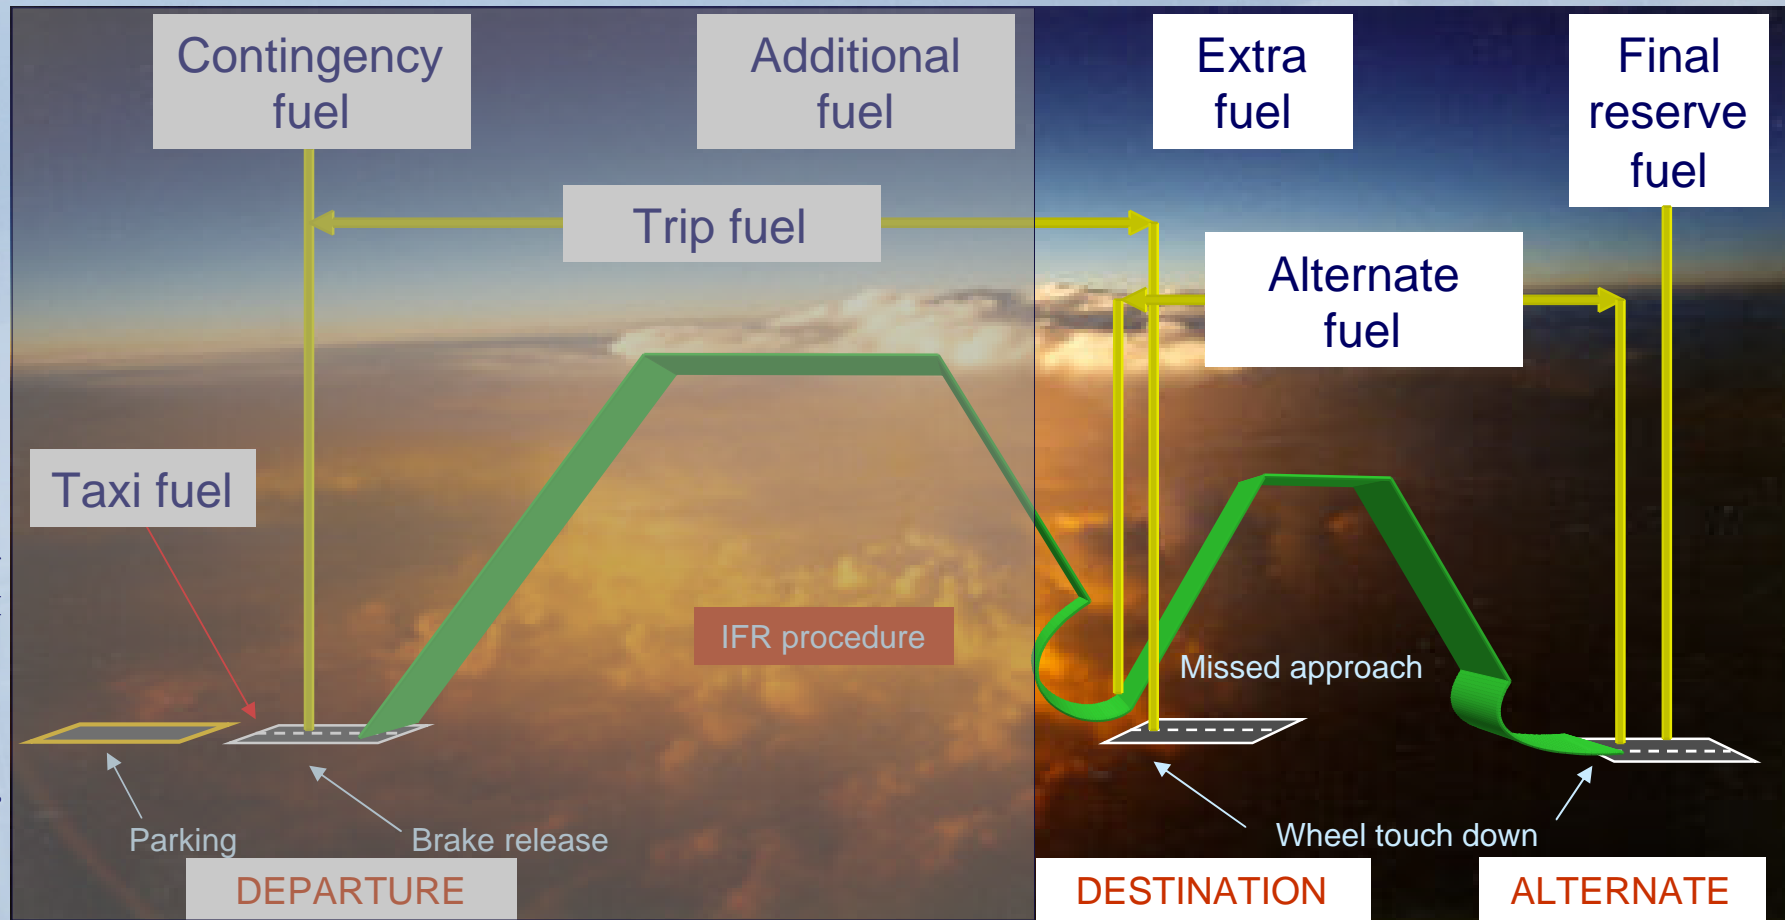 Contingency
fuel
Additional
fuel
Extra
fuel
Final
reserve
fuel
Trip fuel
Alternate
fuel
Taxi fuel
IFR procedure
Missed approach
Parking
Brake release
Wheel touch down
DEPARTURE
DESTINATION
ALTERNATE